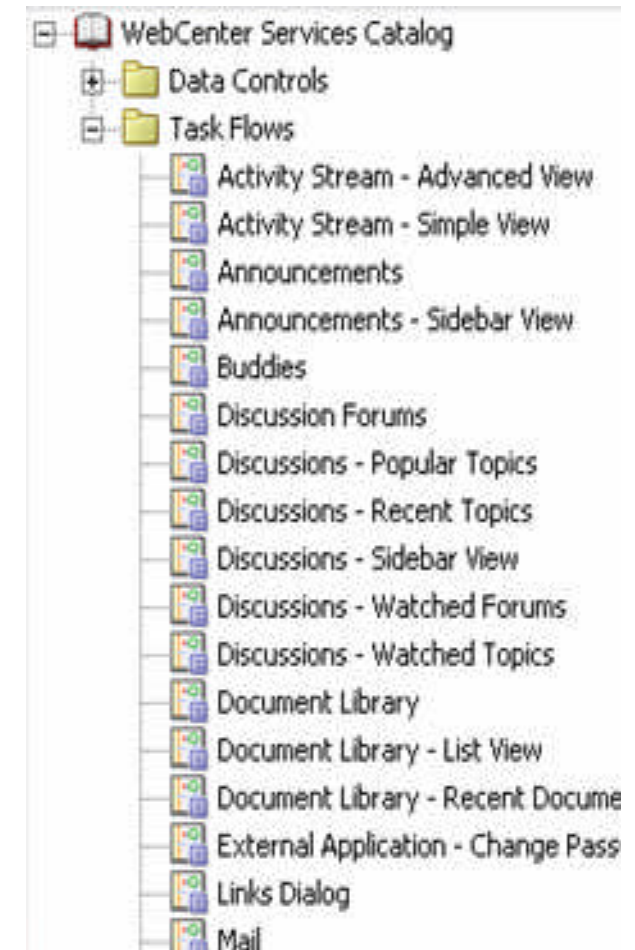 WebCenter Services Catalog
Data Controls
Task Flows
Activity Stream - Advanced View
Activity Stream - Simple View
Announcements
Announcements - Sidebar View
Buddies
Discussion Forums
Discussions - Popular Topics
Discussions - Recent Topics
Discussions - Sidebar View
Discussions - Watched Forums
Discussions - Watched Topics
Document Library
Document Library - List View
Document Library - Recent Docume
External Application - Change Pass
Links Dialog
Mail